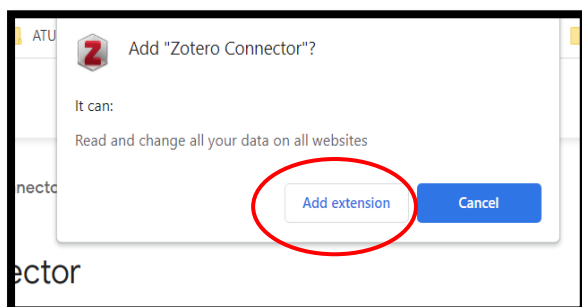 ATU
Add "Zotero Connector"?
It can:
Read and change all your data on all websites
necto
Add extension Cancel
ector